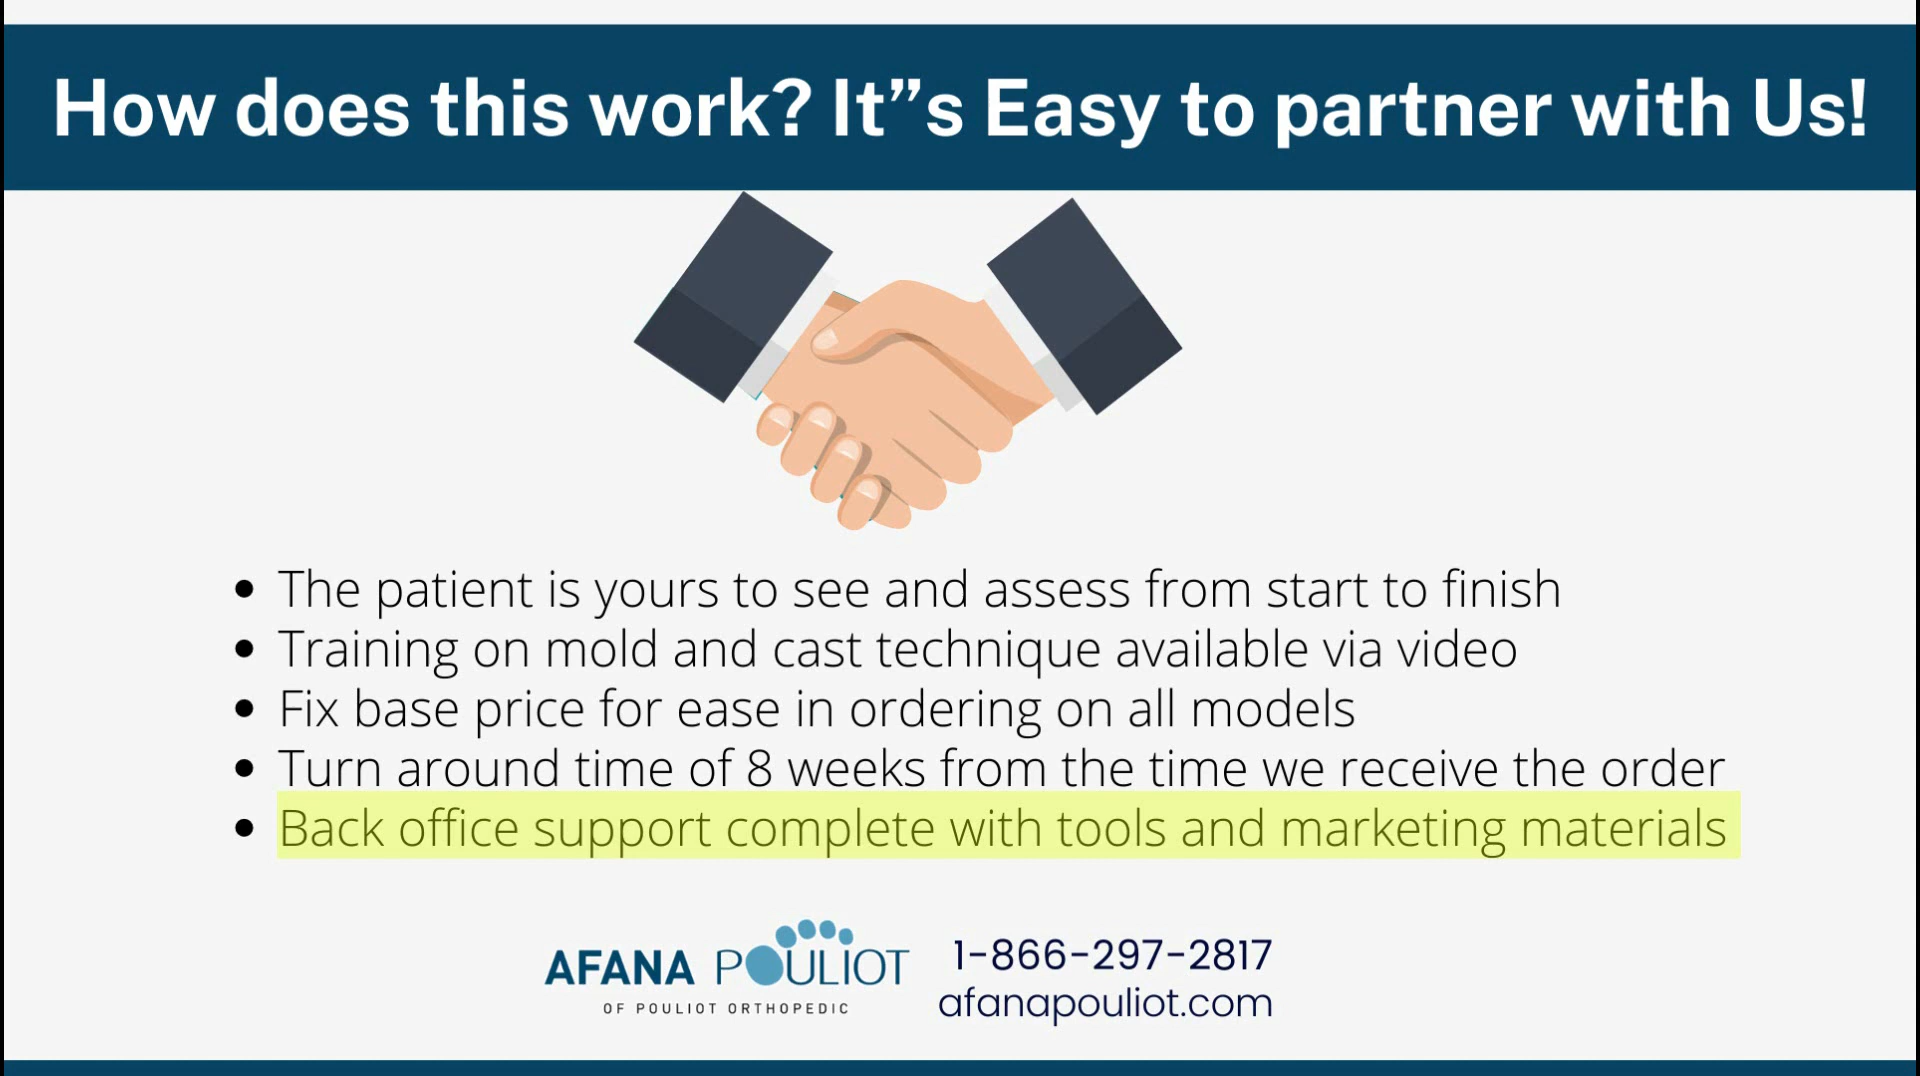 How does this work? It”s Easy to partner with Us!
• The patient is yours to see and assess from start to finish
• Training on mold and cast technique available via video
• Fix base price for ease in ordering on all models
• Turn around time of 8 weeks from the time we receive the order
• Back office support complete with tools and marketing materials
AFANA POULIOT
OF POULIOT ORTHOPEDIC
1-866-297-2817
afanapouliot.com